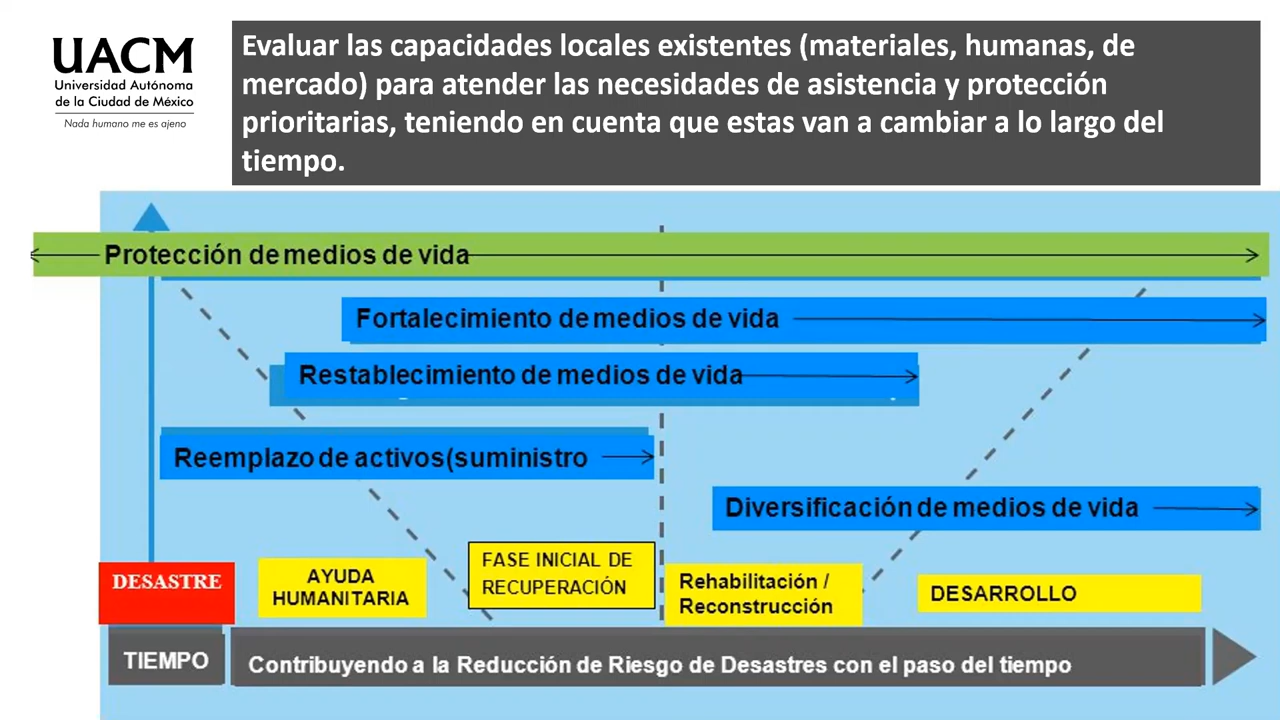 UACM
Universidad Autónoma
de la Ciudad de México
Nada humano me es ajeno
Evaluar las capacidades locales existentes (materiales, humanas, de
mercado) para atender las necesidades de asistencia y protección
prioritarias, teniendo en cuenta que estas van a cambiar a lo largo del
tiempo.
Protección de medios de vida
Fortalecimiento de medios de vida
Restablecimiento de medios de vida
Reemplazo de activos(suministro
Diversificación de medios de vida
DESASTRE
AYUDA
HUMANITARIA
FASE INICIAL DE
RECUPERACIÓN
Rehabilitación /
Reconstrucción
DESARROLLO
TIEMPO
Contribuyendo a la Reducción de Riesgo de Desastres con el paso del tiempo